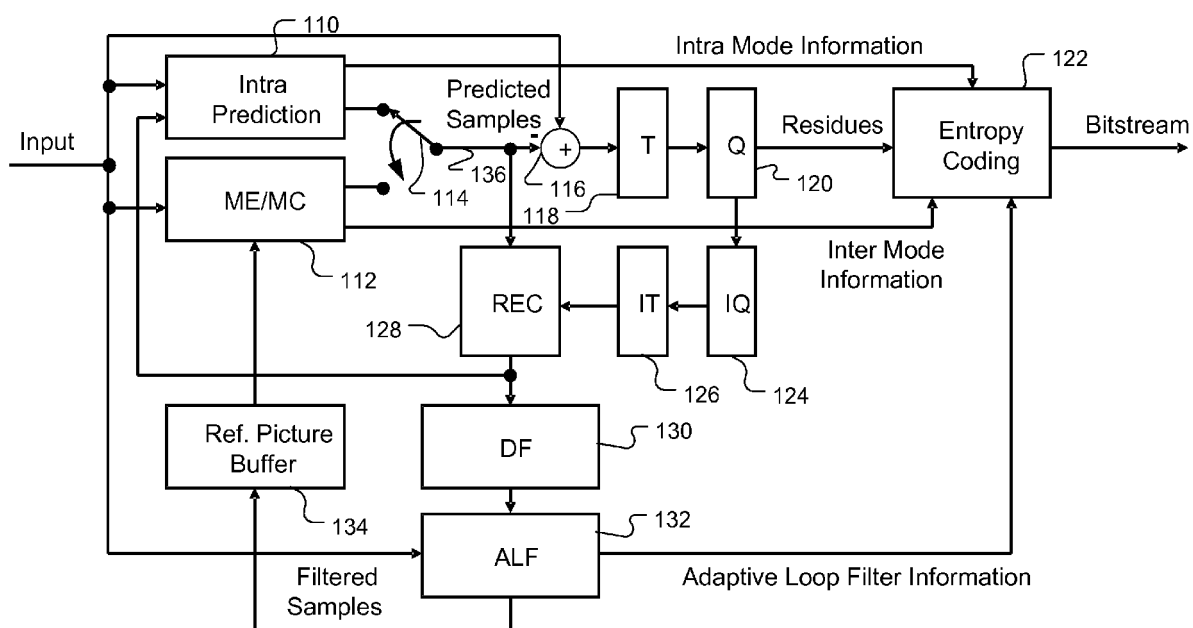 110
Intra Mode Information
122
Intra
Prediction
Predicted
Samples
-
Input
+
T
Q
Residues
Entropy
Coding
Bitstream
136
116
120
ME/MC
114
118
Inter Mode
Information
112
REC
IT
IQ
128
126
124
Ref. Picture
Buffer
DF
130
134
132
ALF
Filtered
Samples
Adaptive Loop Filter Information